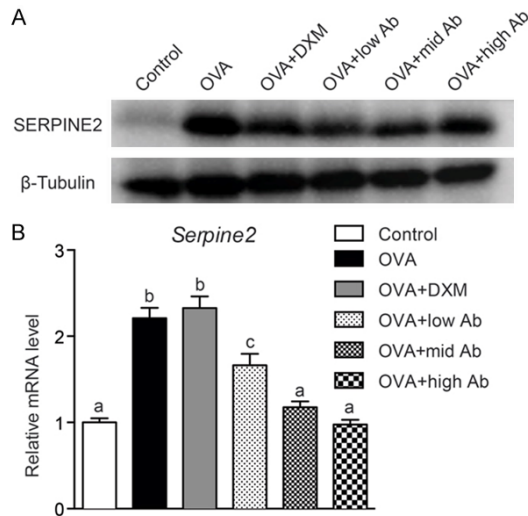 A
Control
OVA
OVA+DXM
OVA+low Ab
OVA+mid Ab
OVA+high Ab
SERPINE2
β-Tubulin
B
Serpine2
Relative mRNA level
3
2
1
0
a
b
b
c
a
a
Control
OVA
OVA+DXM
OVA+low Ab
OVA+mid Ab
OVA+high Ab